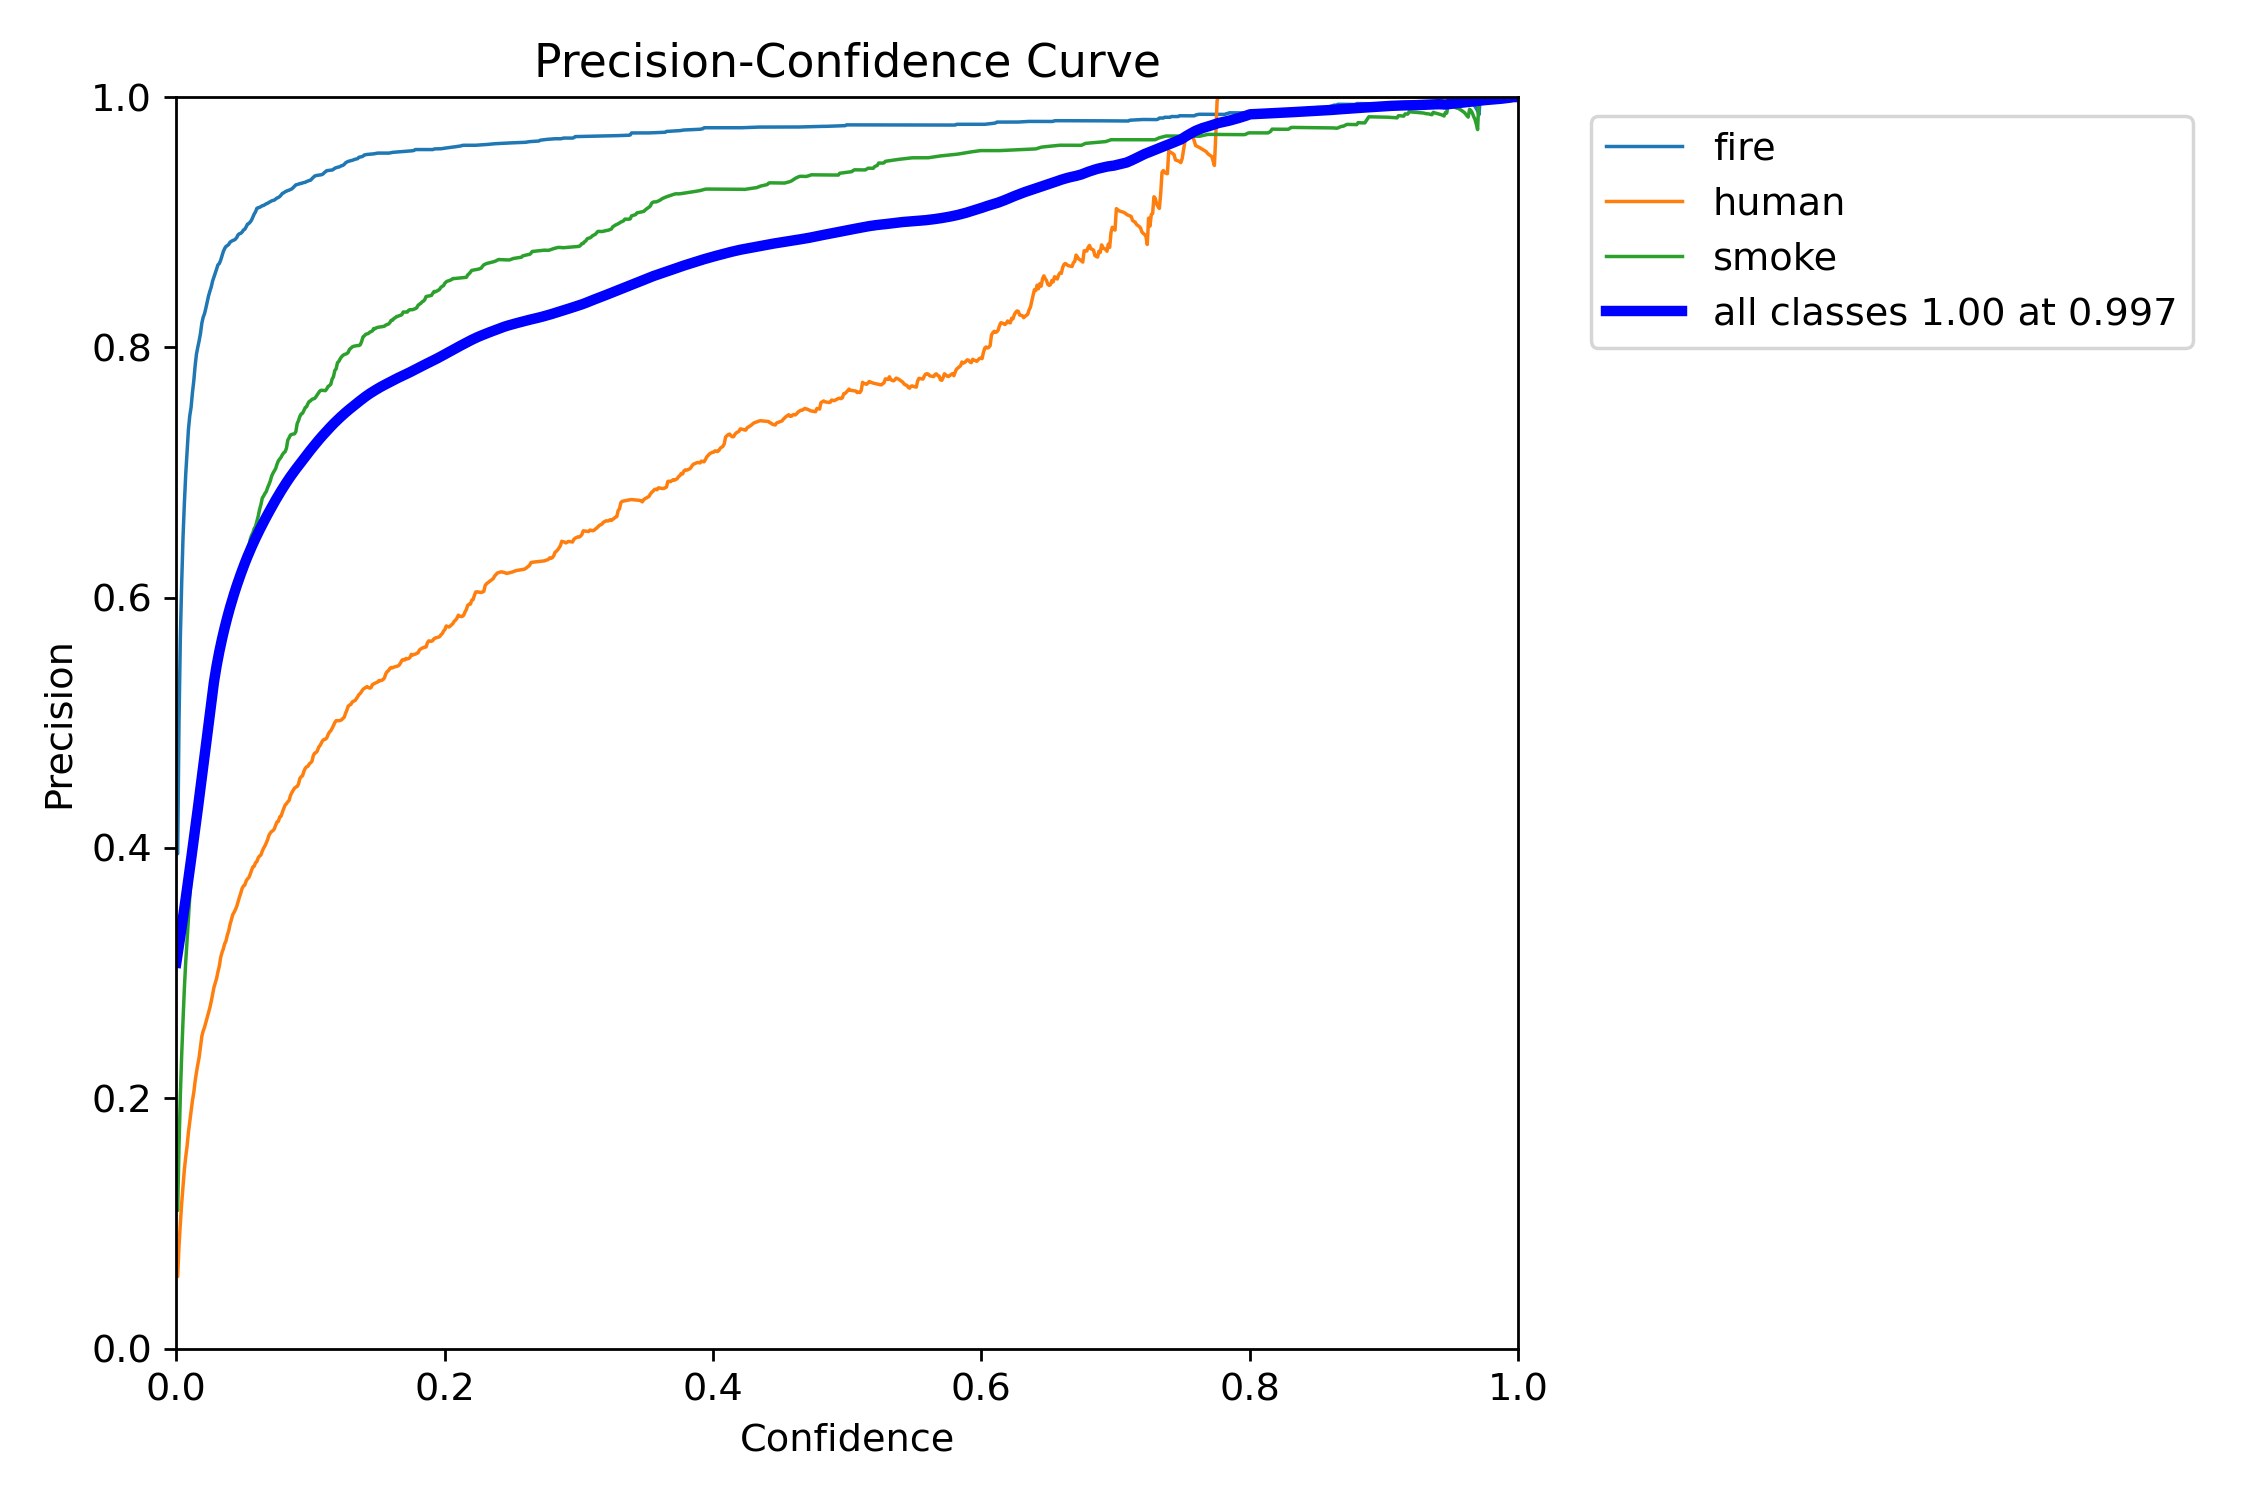 Precision-Confidence Curve
1.0
0.8
0.6
0.4
0.2
0.0
Precision
0.0 0.2 0.4 0.6 0.8 1.0
Confidence
fire
human
smoke
all classes 1.00 at 0.997